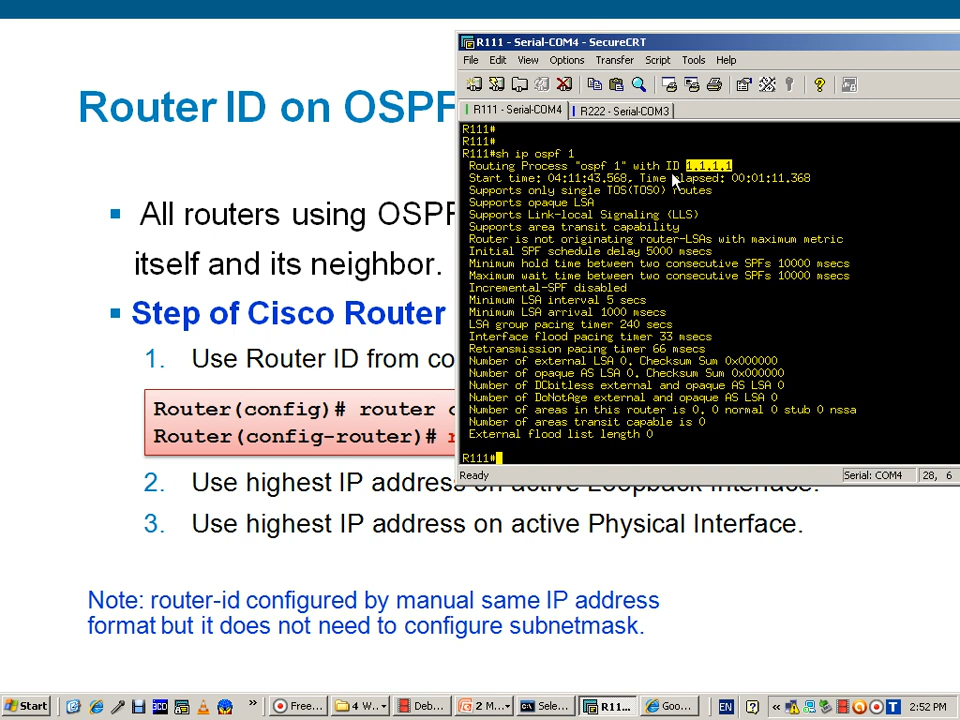 Router ID on OSPF
All routers using OSPF
itself and its neighbor.
Step of Cisco Router
1. Use Router ID from co
Router(config)# router
Router(config-router)#
2. Use highest IP address on active Loopback Interface.
3. Use highest IP address on active Physical Interface.
Note: router-id configured by manual same IP address
format but it does not need to configure subnetmask.
R111 - Serial-COM4 - SecureCRT
File Edit View Options Transfer Script Tools Help
R111 - Serial-COM4 R222 - Serial-COM3
R111#
R111#
R111#sh ip ospf 1
Routing Process "ospf 1" with ID 1.1.1.1
Start time: 04:11:43.568, Time elapsed: 00:01:11.368
Supports only single TOS(TOS0) routes
Supports opaque LSA
Supports Link-local Signaling (LLS)
Supports area transit capability
Router is not originating router-LSAs with maximum metric
Initial SPF schedule delay 5000 msecs
Minimum hold time between two consecutive SPFs 10000 msecs
Maximum wait time between two consecutive SPFs 10000 msecs
Incremental-SPF disabled
Minimum LSA interval 5 secs
Minimum LSA arrival 1000 msecs
LSA group pacing timer 240 secs
Interface flood pacing timer 33 msecs
Retransmission pacing timer 66 msecs
Number of external LSA 0. Checksum Sum 0x000000
Number of opaque AS LSA 0. Checksum Sum 0x000000
Number of DCbitless external and opaque AS LSA 0
Number of DoNotAge external and opaque AS LSA 0
Number of areas in this router is 0. 0 normal 0 stub 0 nssa
Number of areas transit capable is 0
External flood list length 0
R111#
Ready Serial: COM4 28, 6
Start Free... 4 W... Deb... 2 M... Sele... R11... Goo... EN 2:52 PM